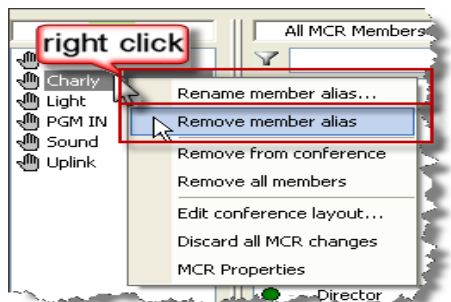 All MCR Members
right click
Charly
Light
PGM IN
Sound
Uplink
Rename member alias...
Remove member alias
Remove from conference
Remove all members
Edit conference layout...
Discard all MCR changes
MCR Properties
Director